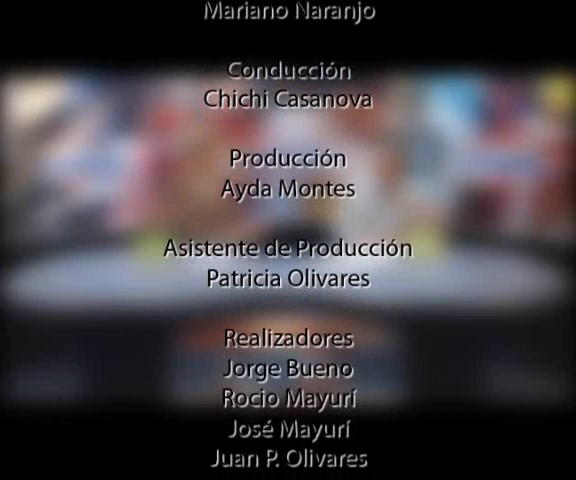 Mariano Naranjo
Conducción
Chichi Casanova
Producción
Ayda Montes
Asistente de Producción
Patricia Olivares
Realizadores
Jorge Bueno
Rocio Mayurí
José Mayurí
Juan P. Olivares